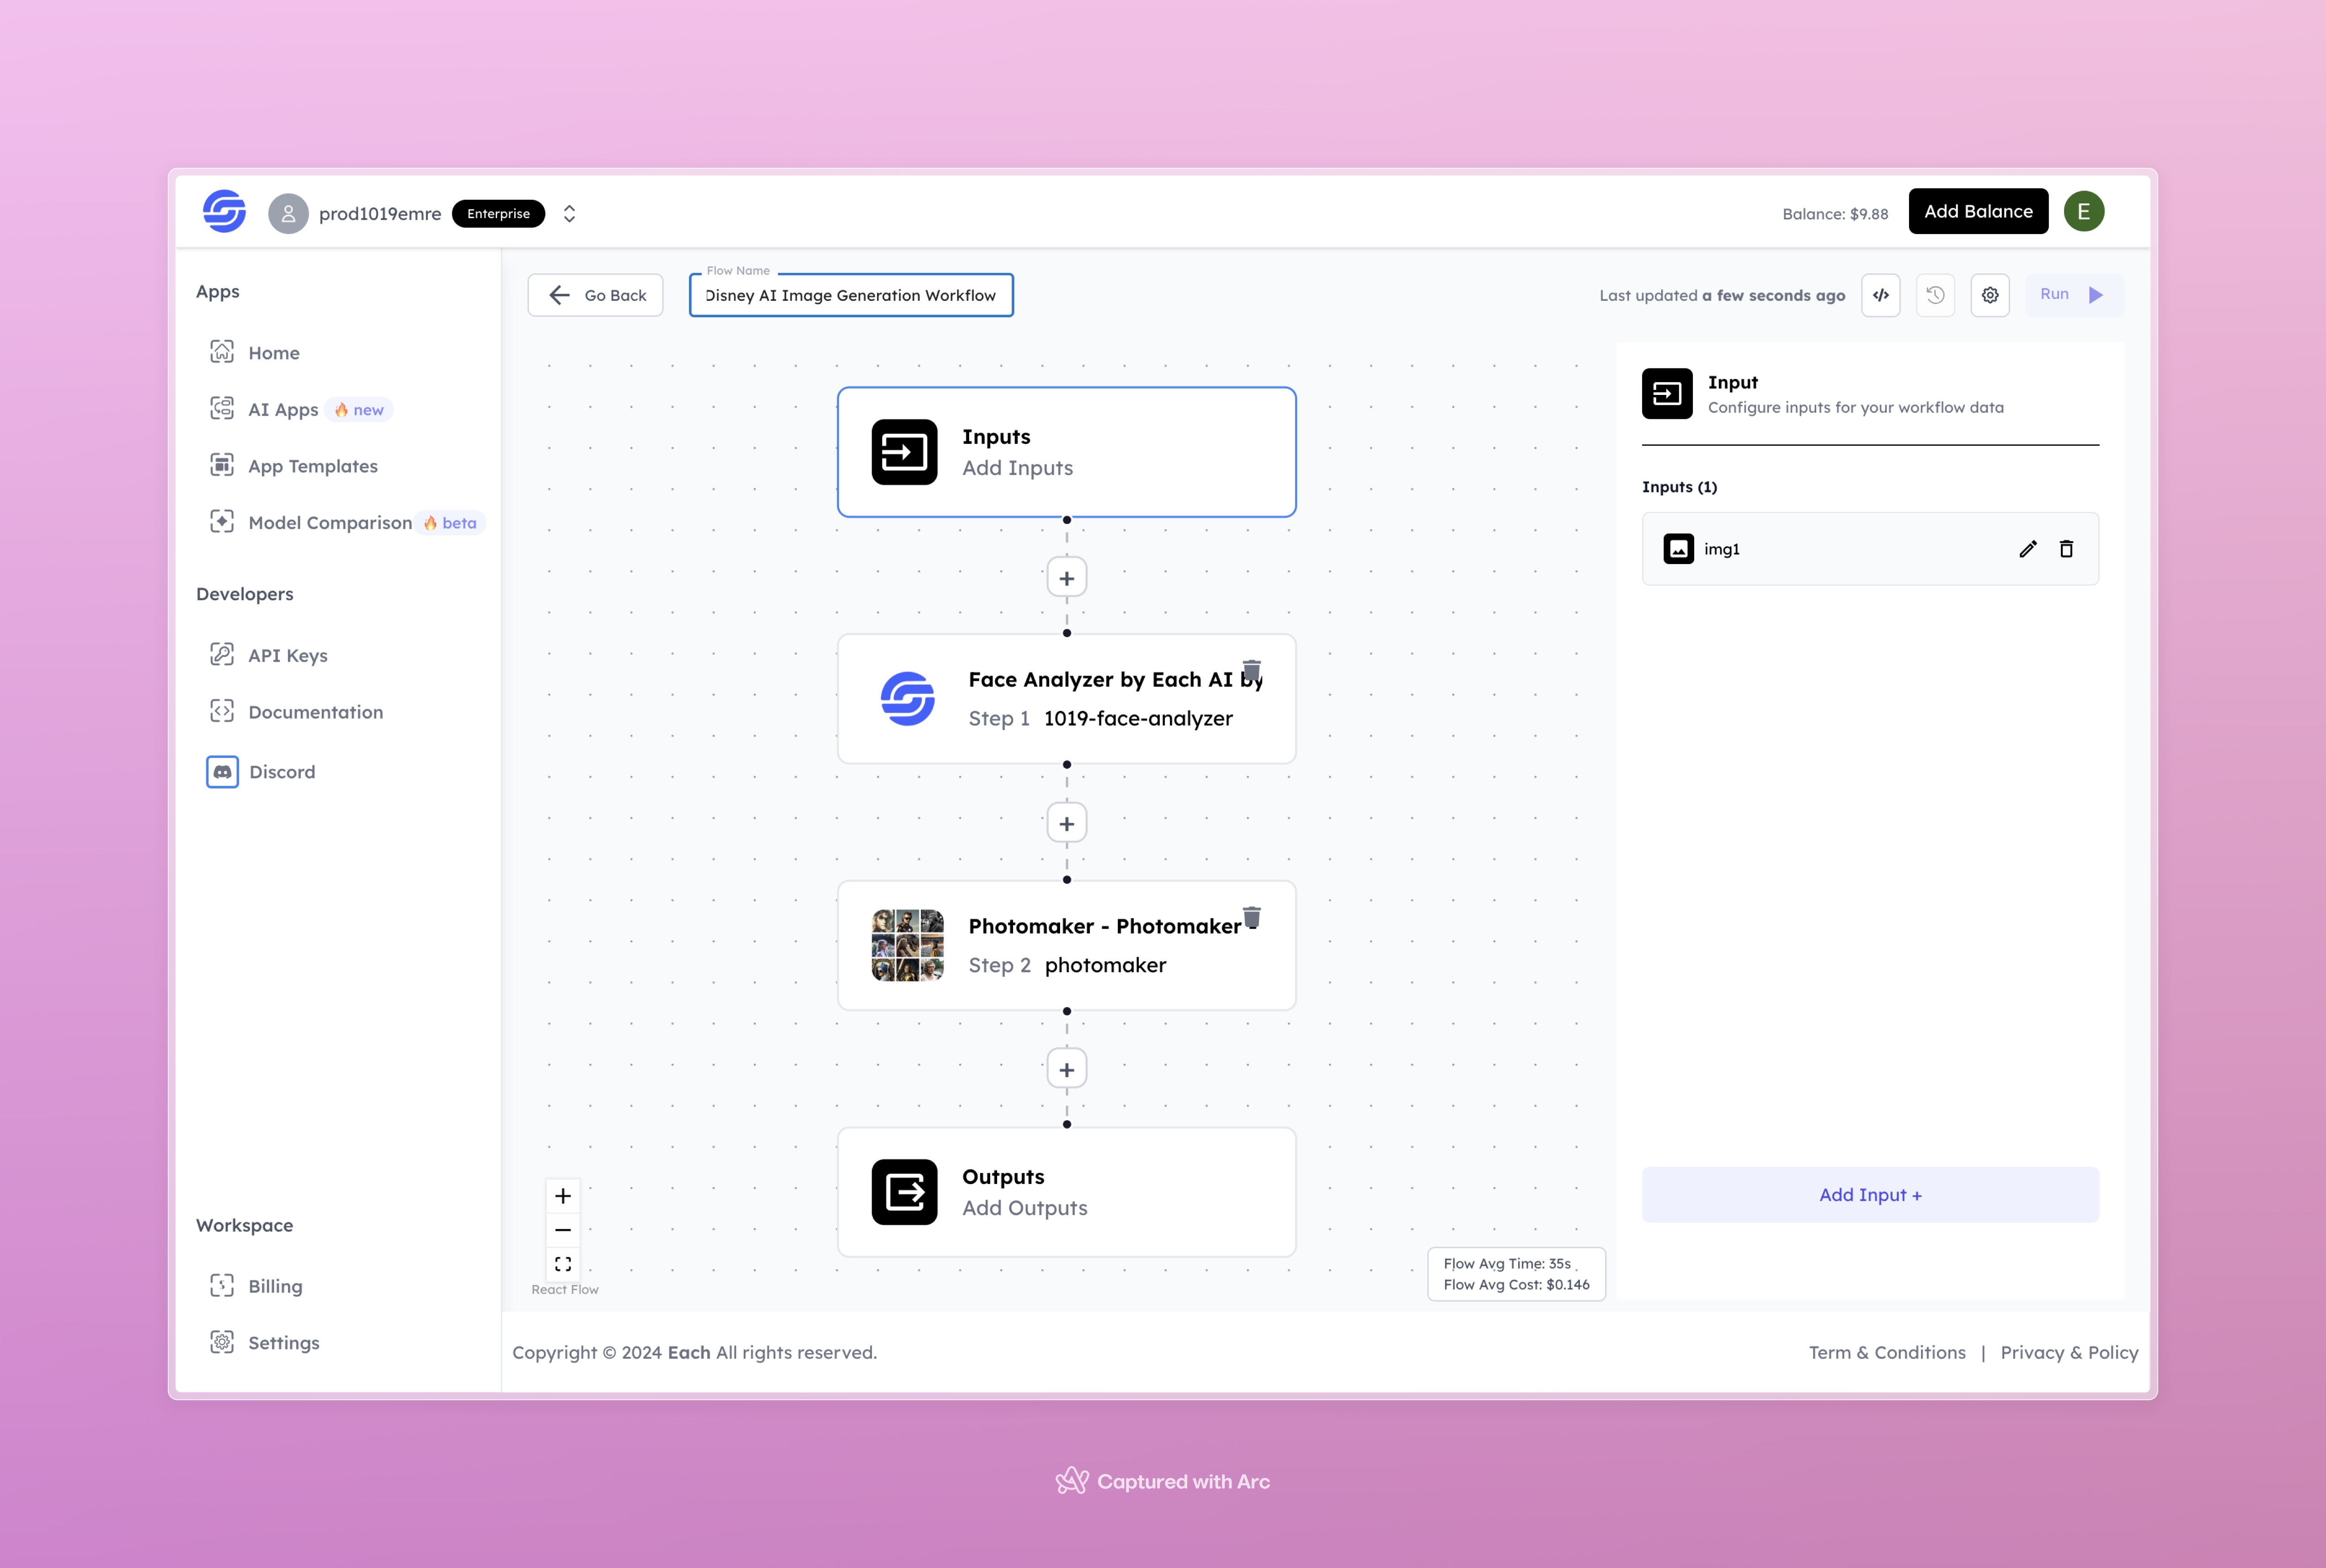 prod1019emre Enterprise
Balance: $9.88 Add Balance E
Apps
Home
AI Apps 🔥 new
App Templates
Model Comparison 🔥 beta
Developers
API Keys
Documentation
Discord
Workspace
Billing
Settings
Go Back
Flow Name
Disney AI Image Generation Workflow
Last updated a few seconds ago
Run
Inputs
Add Inputs
+
Face Analyzer by Each AI by
Step 1 1019-face-analyzer
+
Photomaker - Photomaker -
Step 2 photomaker
+
Outputs
Add Outputs
React Flow
Flow Avg Time: 35s
Flow Avg Cost: $0.146
Input
Configure inputs for your workflow data
Inputs (1)
img1
Add Input +
Copyright © 2024 Each All rights reserved.
Term & Conditions | Privacy & Policy
Captured with Arc